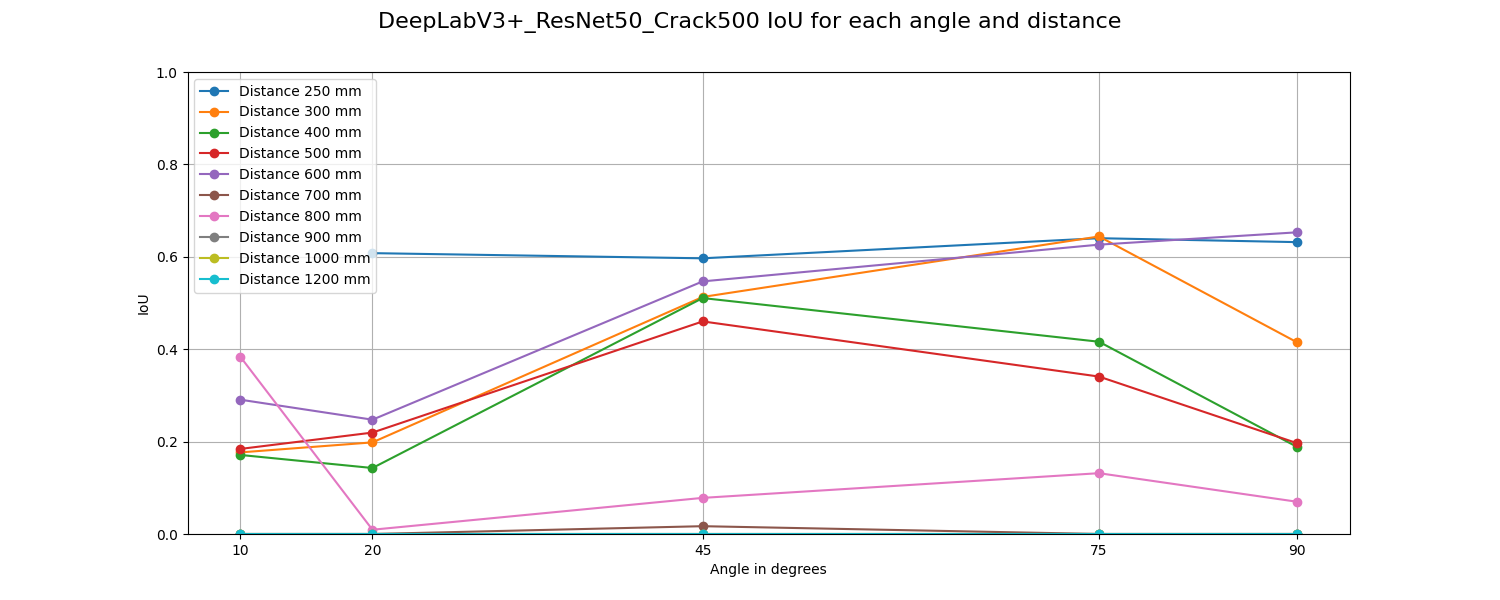 DeepLabV3+_ResNet50_Crack500 IoU for each angle and distance
1.0
0.8
0.6
0.4
0.2
0.0
IoU
Distance 250 mm
Distance 300 mm
Distance 400 mm
Distance 500 mm
Distance 600 mm
Distance 700 mm
Distance 800 mm
Distance 900 mm
Distance 1000 mm
Distance 1200 mm
10 20 45 75 90
Angle in degrees